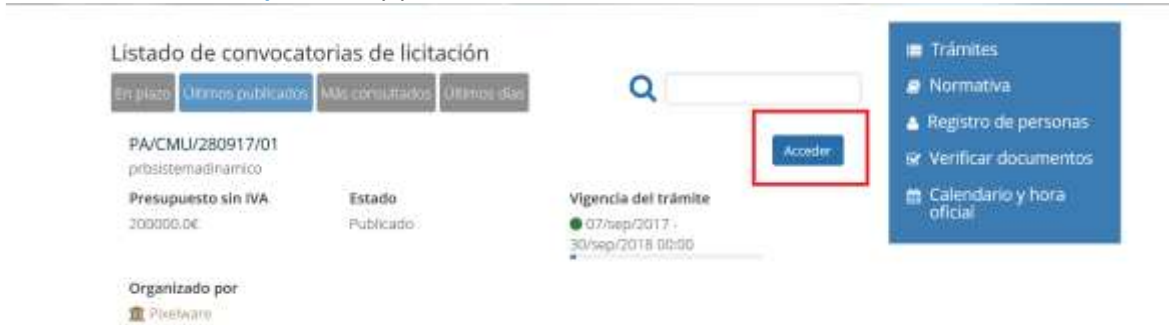 Listado de convocatorias de licitación
En plazo Últimos publicados Más consultados Últimos días
PA/CMU/280917/01
prbsistemadinamico
Acceder
Presupuesto sin IVA Estado Vigencia del trámite
200000.0€ Publicado 07/sep/2017 -
30/sep/2018 00:00
Organizado por
Pixelware
Trámites
Normativa
Registro de personas
Verificar documentos
Calendario y hora
oficial